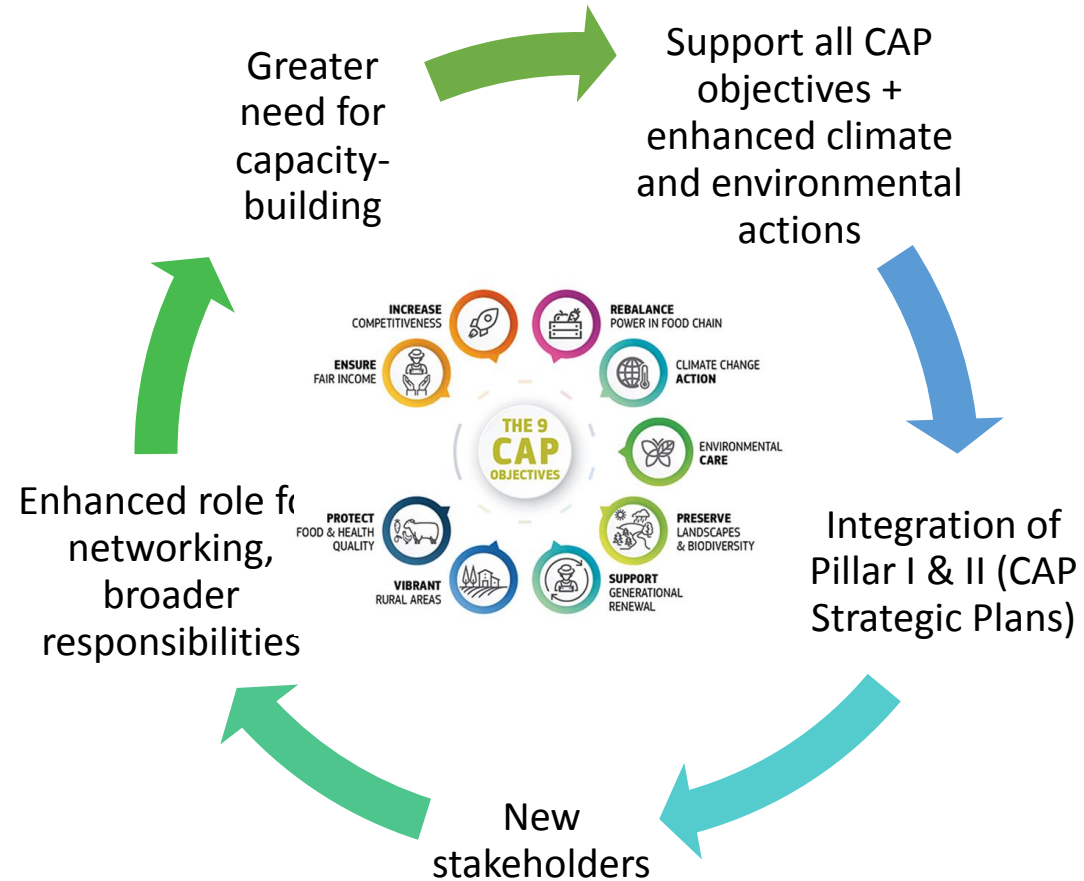 Greater
need for
capacity-
building
Support all CAP
objectives +
enhanced climate
and environmental
actions
Integration of
Pillar I & II (CAP
Strategic Plans)
New
stakeholders
Enhanced role fo
networking,
broader
responsibilities
THE 9
CAP
OBJECTIVES
INCREASE
COMPETITIVENESS
REBALANCE
POWER IN FOOD CHAIN
CLIMATE CHANGE
ACTION
ENVIRONMENTAL
CARE
PRESERVE
LANDSCAPES
& BIODIVERSITY
SUPPORT
GENERATIONAL
RENEWAL
VIBRANT
RURAL AREAS
PROTECT
FOOD & HEALTH
QUALITY
ENSURE
FAIR INCOME